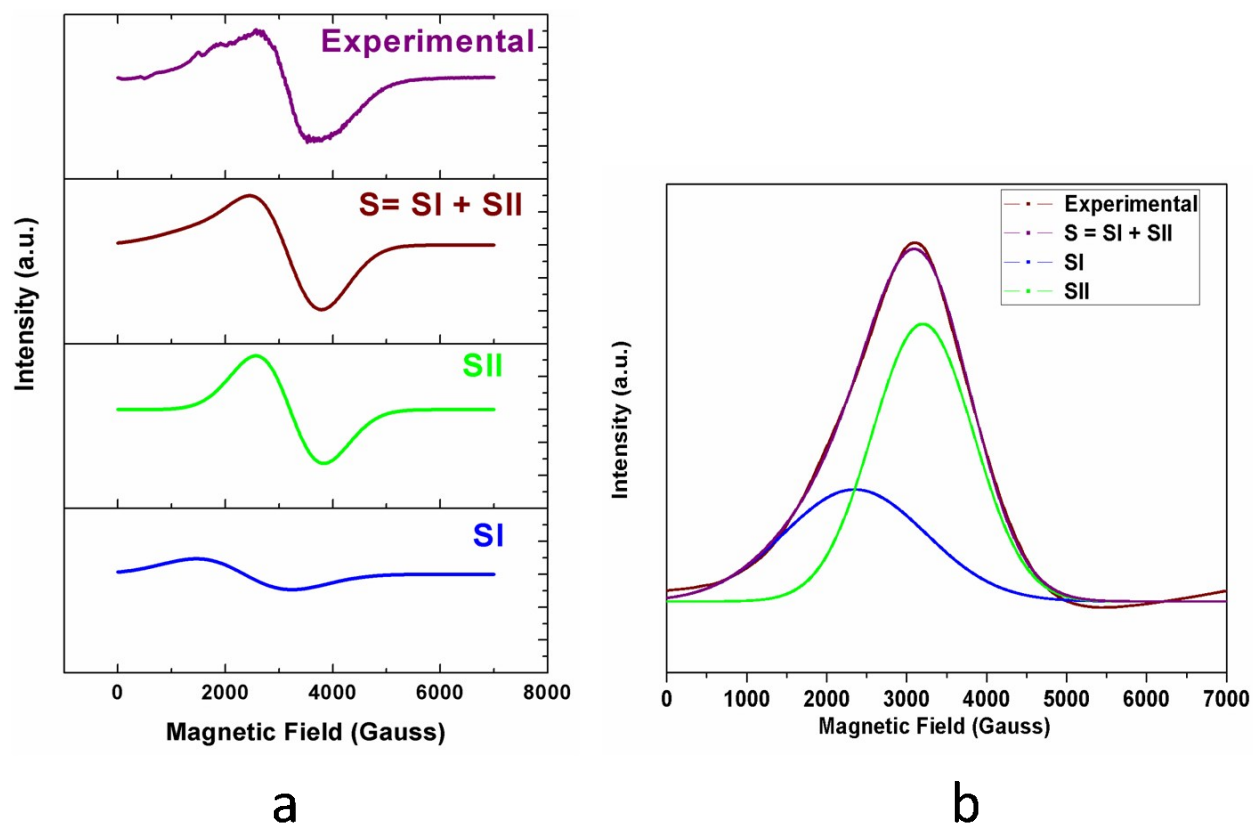 Experimental
S= SI + SII
SII
SI
Intensity (a.u.)
0 2000 4000 6000 8000
Magnetic Field (Gauss)
a
Experimental
S = SI + SII
SI
SII
Intensity (a.u.)
0 1000 2000 3000 4000 5000 6000 7000
Magnetic Field (Gauss)
b